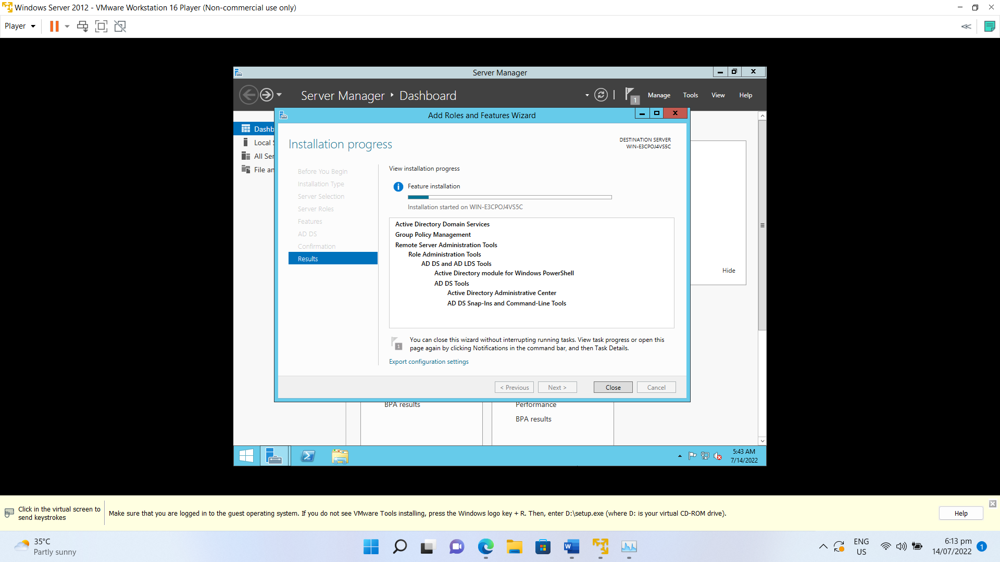 Windows Server 2012 - VMware Workstation 16 Player (Non-commercial use only)
Player
Server Manager
Server Manager Dashboard
1
Manage
Tools
View
Help
Dashb
Local
All Ser
File an
Add Roles and Features Wizard
Installation progress
DESTINATION SERVER
WIN-E3CPOJ4VS5C
Before You Begin
Installation Type
Server Selection
Server Roles
Features
AD DS
Confirmation
Results
View installation progress
Feature installation
Installation started on WIN-E3CPOJ4VS5C
Active Directory Domain Services
Group Policy Management
Remote Server Administration Tools
Role Administration Tools
AD DS and AD LDS Tools
Active Directory module for Windows PowerShell
AD DS Tools
Active Directory Administrative Center
AD DS Snap-Ins and Command-Line Tools
1
You can close this wizard without interrupting running tasks. View task progress or open this
page again by clicking Notifications in the command bar, and then Task Details.
Export configuration settings
< Previous
Next >
Close
Cancel
Hide
BPA results
Performance
BPA results
5:43 AM
7/14/2022
Click in the virtual screen to
send keystrokes
Make sure that you are logged in to the guest operating system. If you do not see VMware Tools installing, press the Windows logo key + R. Then, enter D:\setup.exe (where D: is your virtual CD-ROM drive).
Help
35°C
Partly sunny
ENG
US
6:13 pm
14/07/2022
1